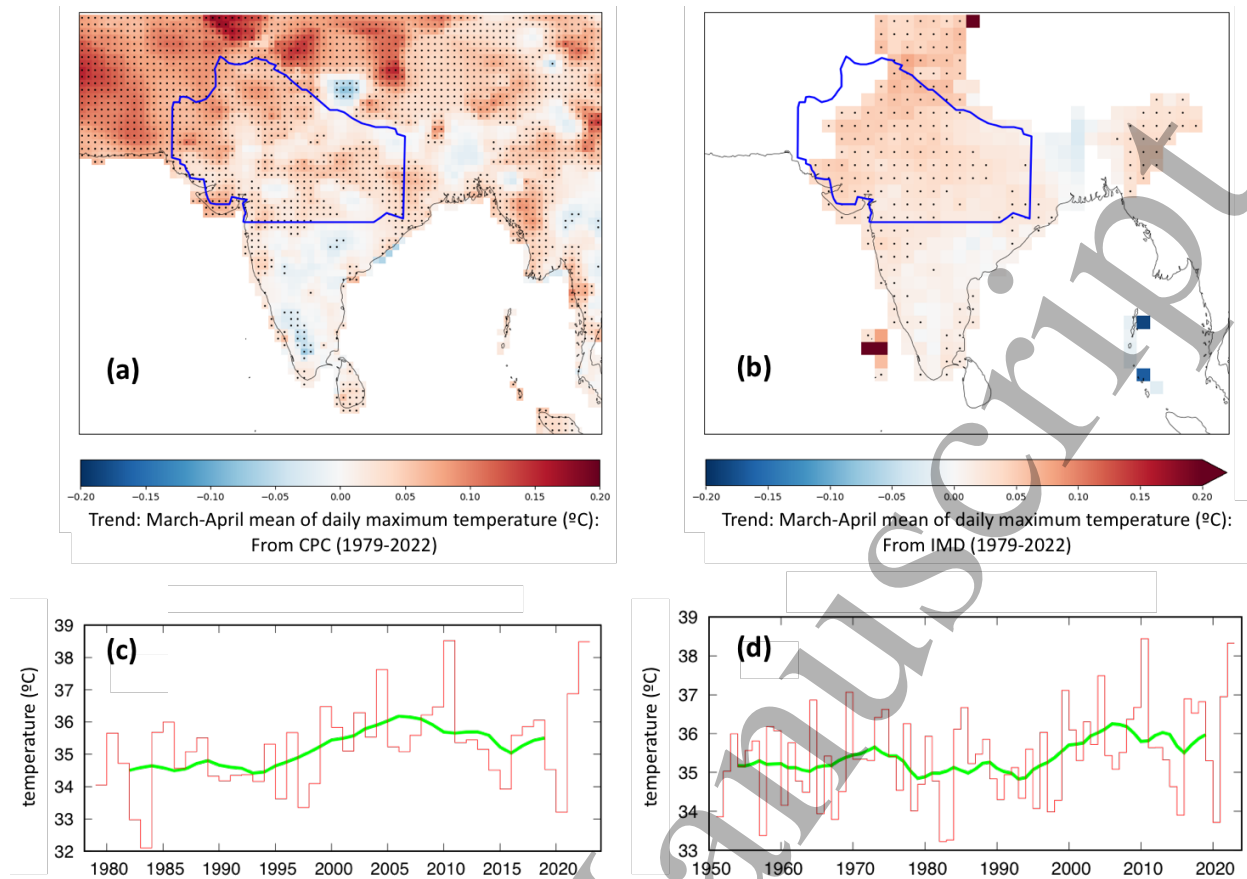 (a)
(b)
−0.20 −0.15 −0.10 −0.05 0.00 0.05 0.10 0.15 0.20
−0.20 −0.15 −0.10 −0.05 0.00 0.05 0.10 0.15 0.20
Trend: March-April mean of daily maximum temperature (ºC):
From CPC (1979-2022)
Trend: March-April mean of daily maximum temperature (ºC):
From IMD (1979-2022)
(c)
temperature (ºC)
39
38
37
36
35
34
33
32
1980 1985 1990 1995 2000 2005 2010 2015 2020
(d)
temperature (ºC)
39
38
37
36
35
34
33
1950 1960 1970 1980 1990 2000 2010 2020
anuscript